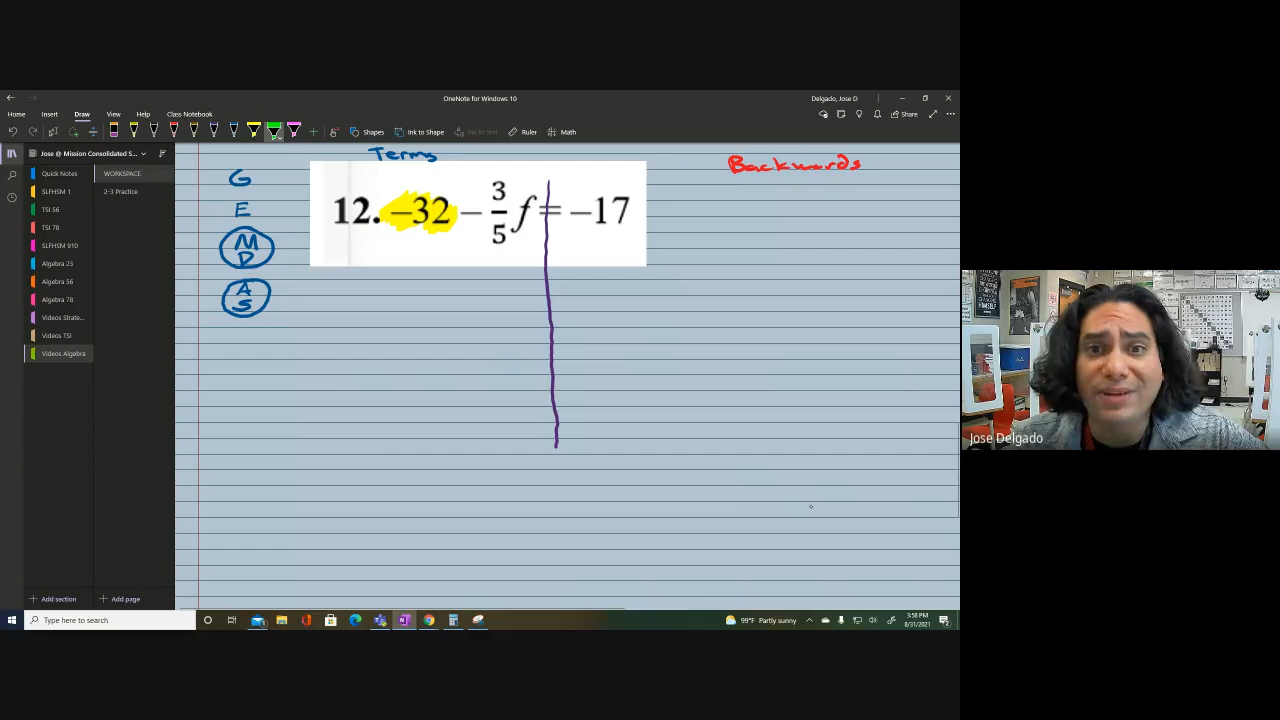 OneNote for Windows 10
Delgado, Jose D
Home Insert Draw View Help Class Notebook
Share
Shapes Ink to Shape Ink to Text Ruler Math
Jose @ Mission Consolidated S...
WORKSPACE
2-3 Practice
Quick Notes
SLFHSM 1
TSI 56
TSI 78
SLFHSM 910
Algebra 23
Algebra 56
Algebra 78
Videos Strate...
Videos TSI
Videos Algebra
Add section
Add page
Terms
Backwards
G
E
M
D
A
S
12. −32 − 3/5 f = −17
Jose Delgado
Type here to search
99°F Partly sunny
3:58 PM
8/31/2021